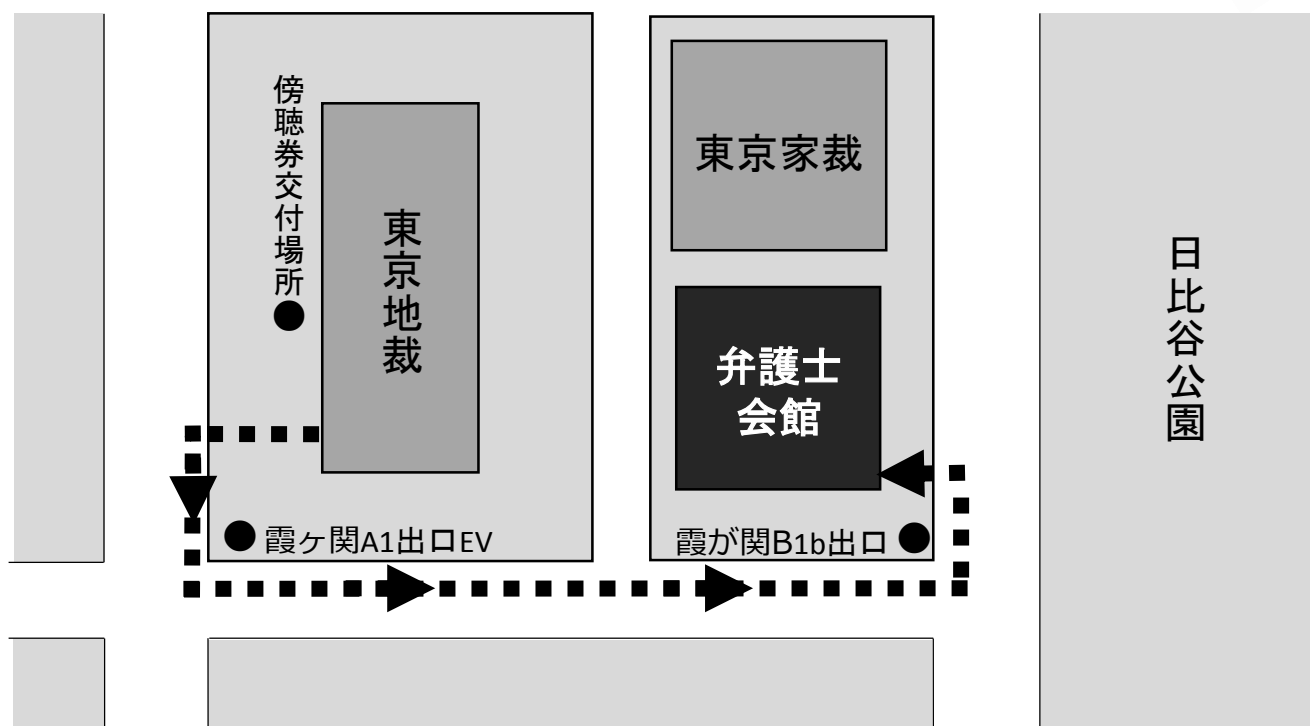 傍聴券交付場所
東京地裁
東京家裁
弁護士
会館
日比谷公園
霞ヶ関A1出口EV
霞が関B1b出口